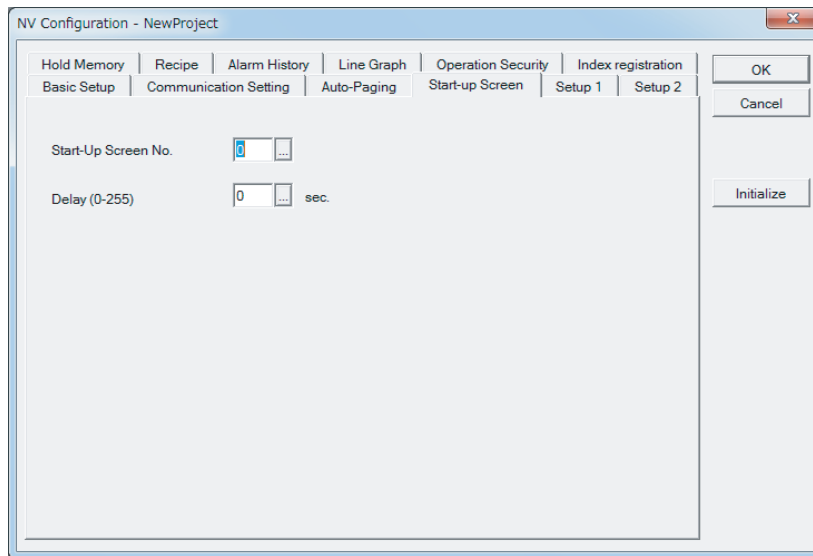 NV Configuration - NewProject
Hold Memory Recipe Alarm History Line Graph Operation Security Index registration
Basic Setup Communication Setting Auto-Paging Start-up Screen Setup 1 Setup 2
OK
Cancel
Start-Up Screen No. 0 ...
Initialize
Delay (0-255) 0 ... sec.